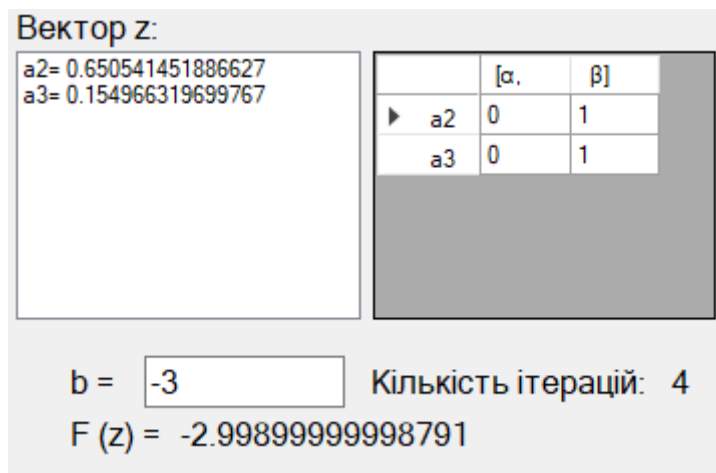 Вектор z:
a2= 0.650541451886627
a3= 0.154966319699767
[α, β]
a2 0 1
a3 0 1
b = -3 Кількість ітерацій: 4
F (z) = -2.99899999998791